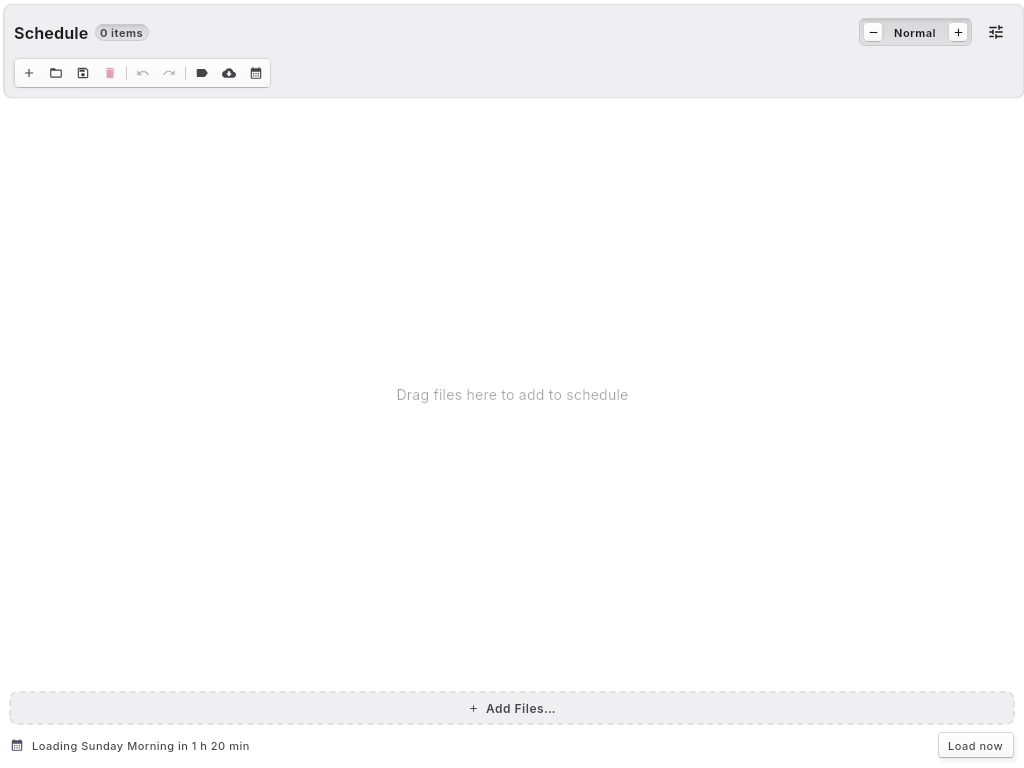 Schedule
0 items
Normal
Drag files here to add to schedule
Add Files...
Loading Sunday Morning in 1 h 20 min
Load now